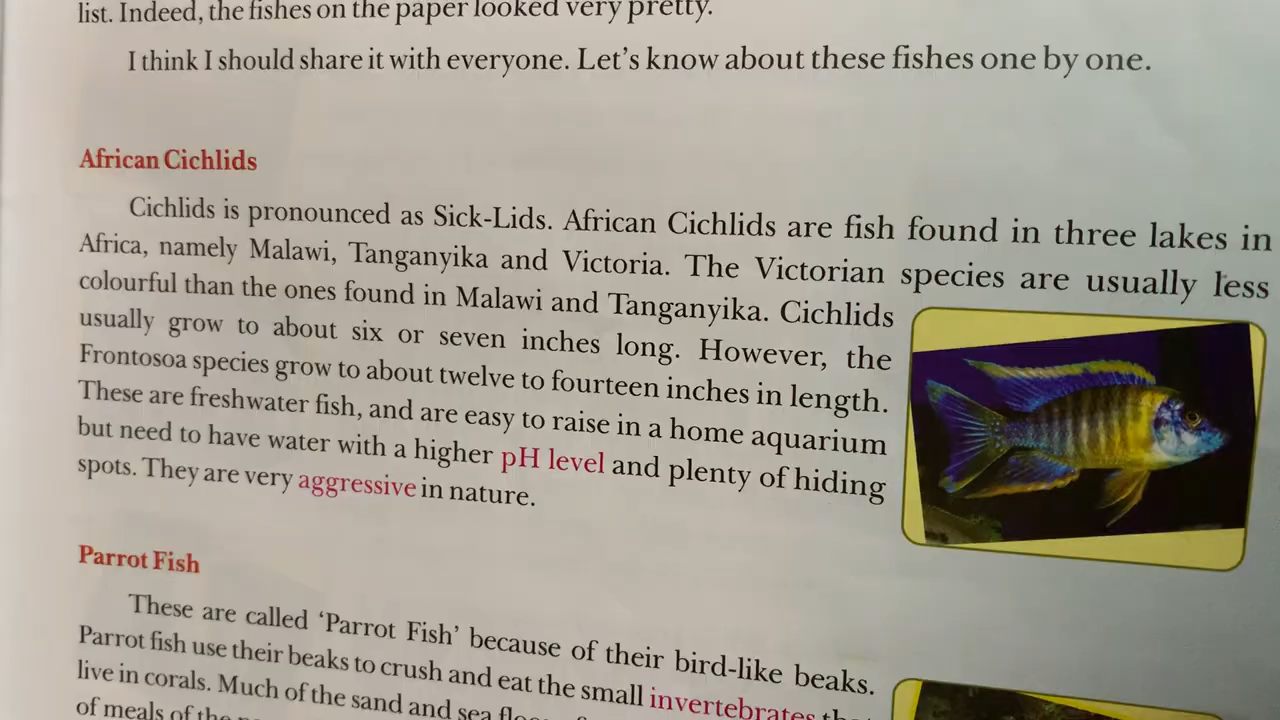 list. Indeed, the fishes on the paper looked very pretty.
I think I should share it with everyone. Let's know about these fishes one by one.
African Cichlids
Cichlids is pronounced as Sick-Lids. African Cichlids are fish found in three lakes in
Africa, namely Malawi, Tanganyika and Victoria. The Victorian species are usually less
colourful than the ones found in Malawi and Tanganyika. Cichlids
usually grow to about six or seven inches long. However, the
Frontosoa species grow to about twelve to fourteen inches in length.
These are freshwater fish, and are easy to raise in a home aquarium
but need to have water with a higher pH level and plenty of hiding
spots. They are very aggressive in nature.
Parrot Fish
These are called ‘Parrot Fish’ because of their bird-like beaks.
Parrot fish use their beaks to crush and eat the small invertebrates
live in corals. Much of the sand and sea
of meals of the